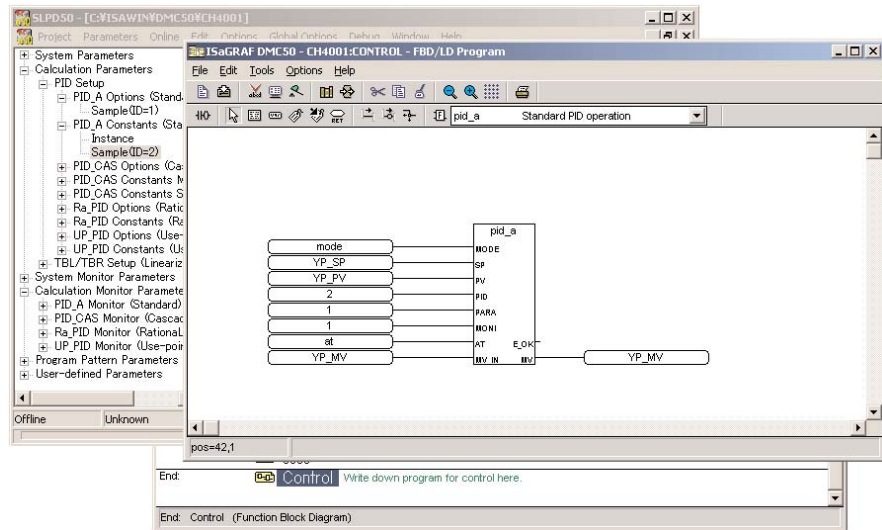 SLPD50 - [C:¥ISAWIN¥DMC50¥CH4001]
Project Parameters Online Edit Options Global Options Debug Window Help
System Parameters
Calculation Parameters
PID Setup
PID_A Options (Stand
Sample(ID=1)
PID_A Constants (Sta
Instance
Sample(ID=2)
PID_CAS Options (Ca
PID_CAS Constants M
PID_CAS Constants S
Ra_PID Options (Ratio
Ra_PID Constants (Ra
UP_PID Options (Use-
UP_PID Constants (Us
TBL/TBR Setup (Lineariz
System Monitor Parameters
Calculation Monitor Paramete
PID_A Monitor (Standard)
PID_CAS Monitor (Cascac
Ra_PID Monitor (RationaL
UP_PID Monitor (Use-poir
Program Pattern Parameters
User-defined Parameters
Offline Unknown
ISaGRAF DMC50 - CH4001:CONTROL - FBD/LD Program
File Edit Tools Options Help
pid_a Standard PID operation
pid_a
mode MODE
YP_SP SP
YP_PV PV
2 PID
1 PARA
1 MONI
at AT E_OK
YP_MV MV_IN MV YP_MV
pos=42,1
End: Control Write down program for control here.
End: Control (Function Block Diagram)